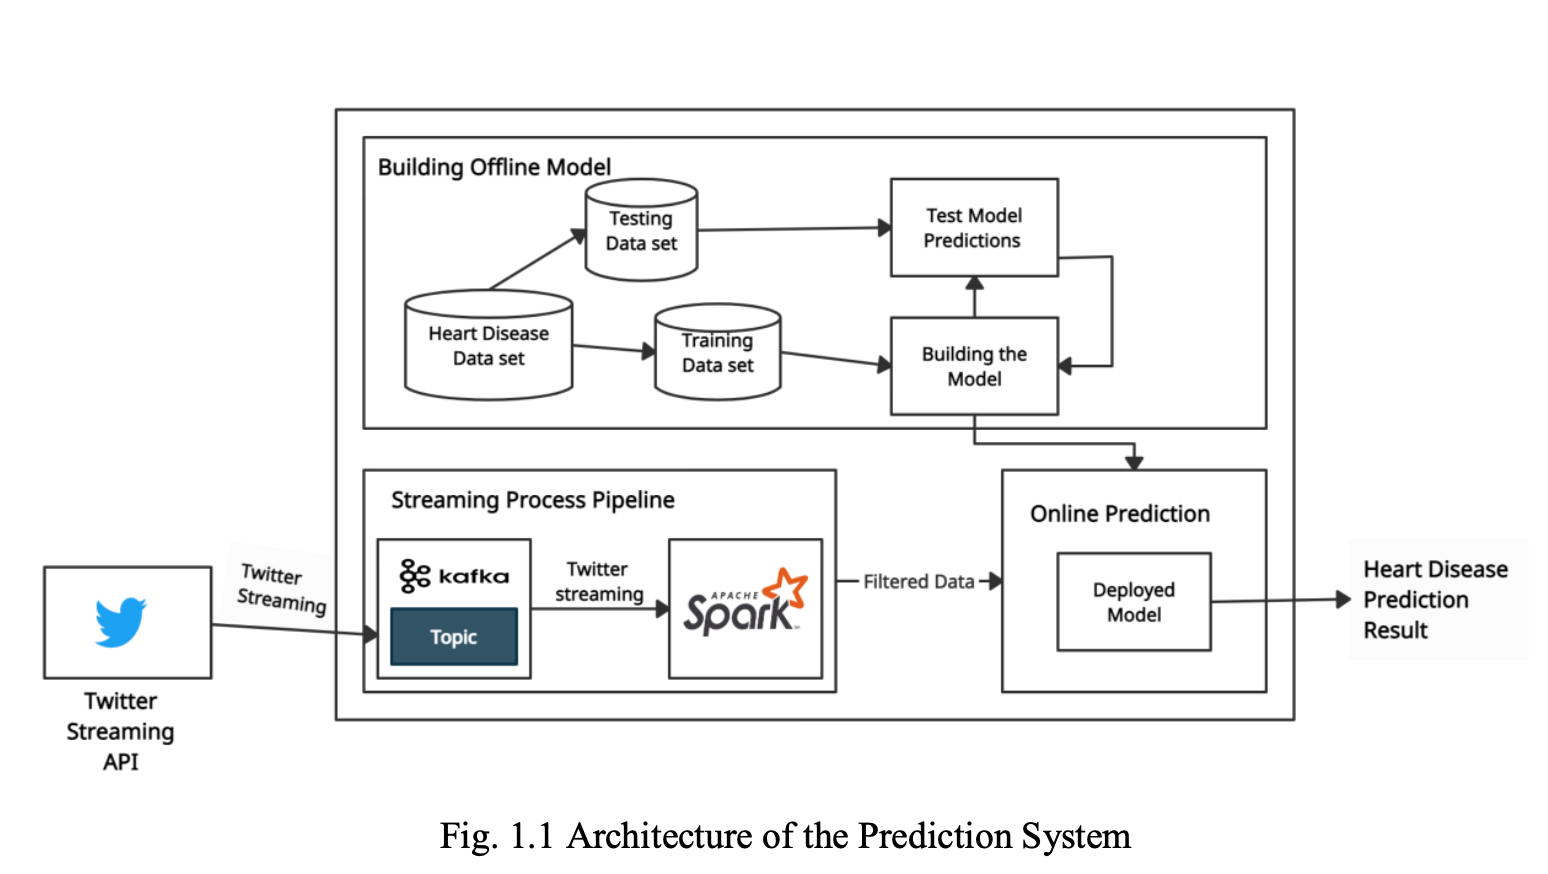 Building Offline Model
Testing
Data set
Test Model
Predictions
Heart Disease
Data set
Training
Data set
Building the
Model
Streaming Process Pipeline
Online Prediction
Twitter
Streaming
kafka
Topic
Twitter
streaming
APACHE
Spark
Filtered Data
Deployed
Model
Heart Disease
Prediction
Result
Twitter
Streaming
API
Fig. 1.1 Architecture of the Prediction System